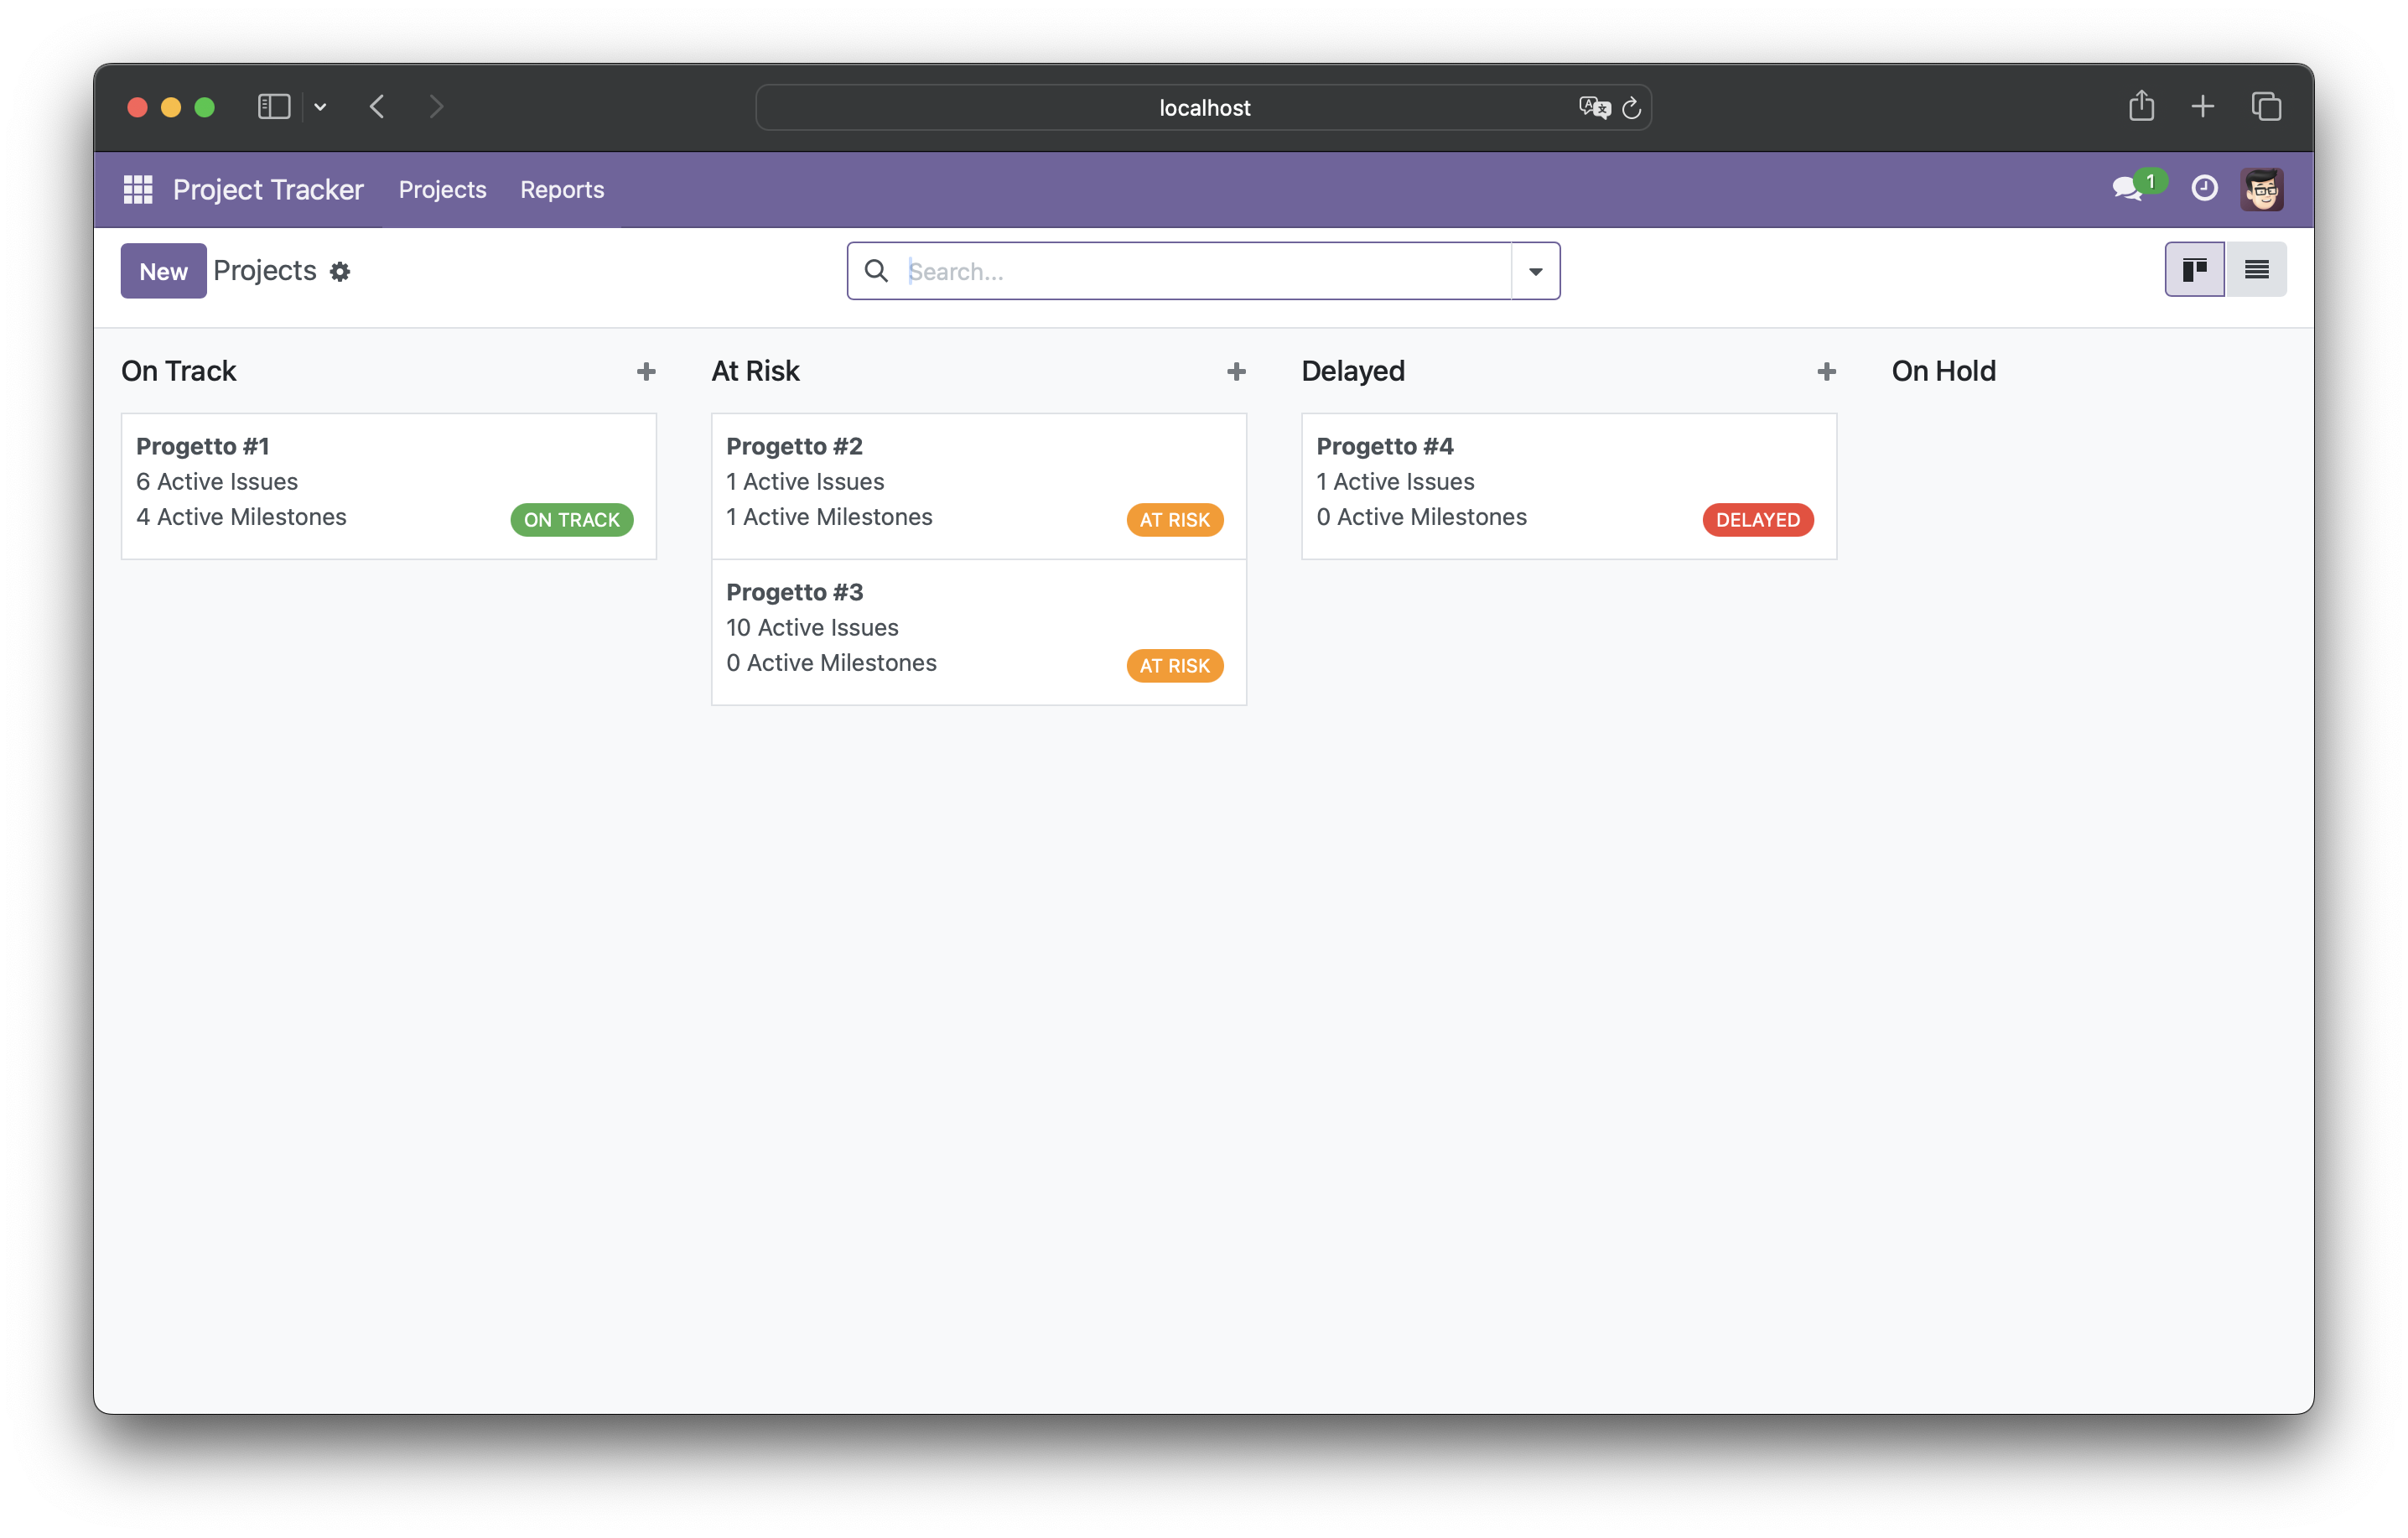 localhost
Project Tracker Projects Reports 1
New Projects Search...
On Track
Progetto #1
6 Active Issues
4 Active Milestones
ON TRACK
At Risk
Progetto #2
1 Active Issues
1 Active Milestones
AT RISK
Progetto #3
10 Active Issues
0 Active Milestones
AT RISK
Delayed
Progetto #4
1 Active Issues
0 Active Milestones
DELAYED
On Hold